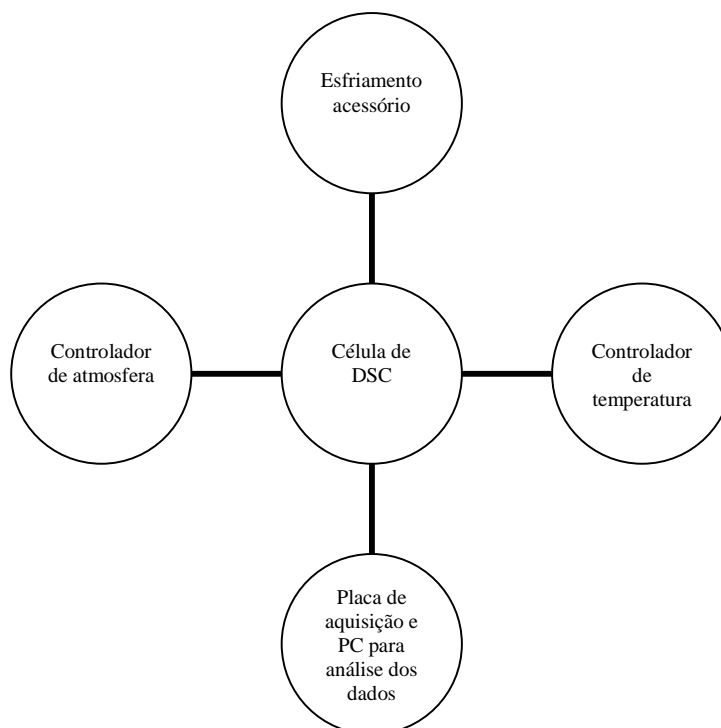 Esfriamento
acessório
Controlador
de atmosfera
Célula de
DSC
Controlador
de
temperatura
Placa de
aquisição e
PC para
análise dos
dados